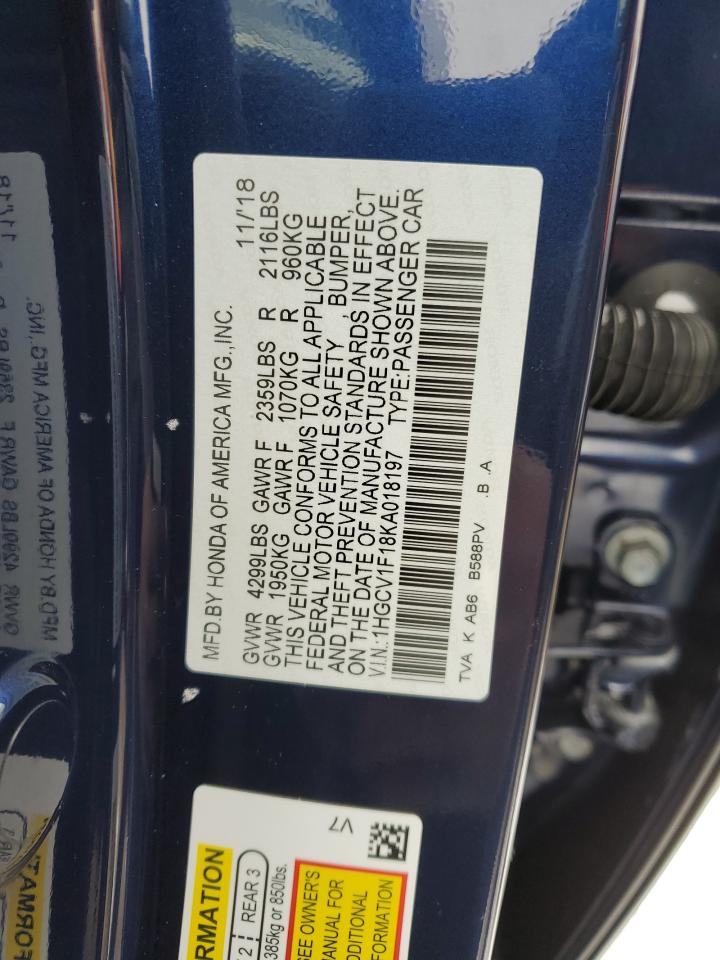 MFD.BY HONDA OF AMERICA MFG.,INC. 11/'18
GVWR 4299LBS GAWR F 2359LBS R 2116LBS
GVWR 1950KG GAWR F 1070KG R 960KG
THIS VEHICLE CONFORMS TO ALL APPLICABLE
FEDERAL MOTOR VEHICLE SAFETY , BUMPER,
AND THEFT PREVENTION STANDARDS IN EFFECT
ON THE DATE OF MANUFACTURE SHOWN ABOVE.
V.I.N.:1HGCV1F18KA018197 TYPE:PASSENGER CAR
TVA K AB6 B588PV .B .A
V7
RMATION
2 REAR 3
385kg or 850lbs.
SEE OWNER'S
MANUAL FOR
ADDITIONAL
FORMATION